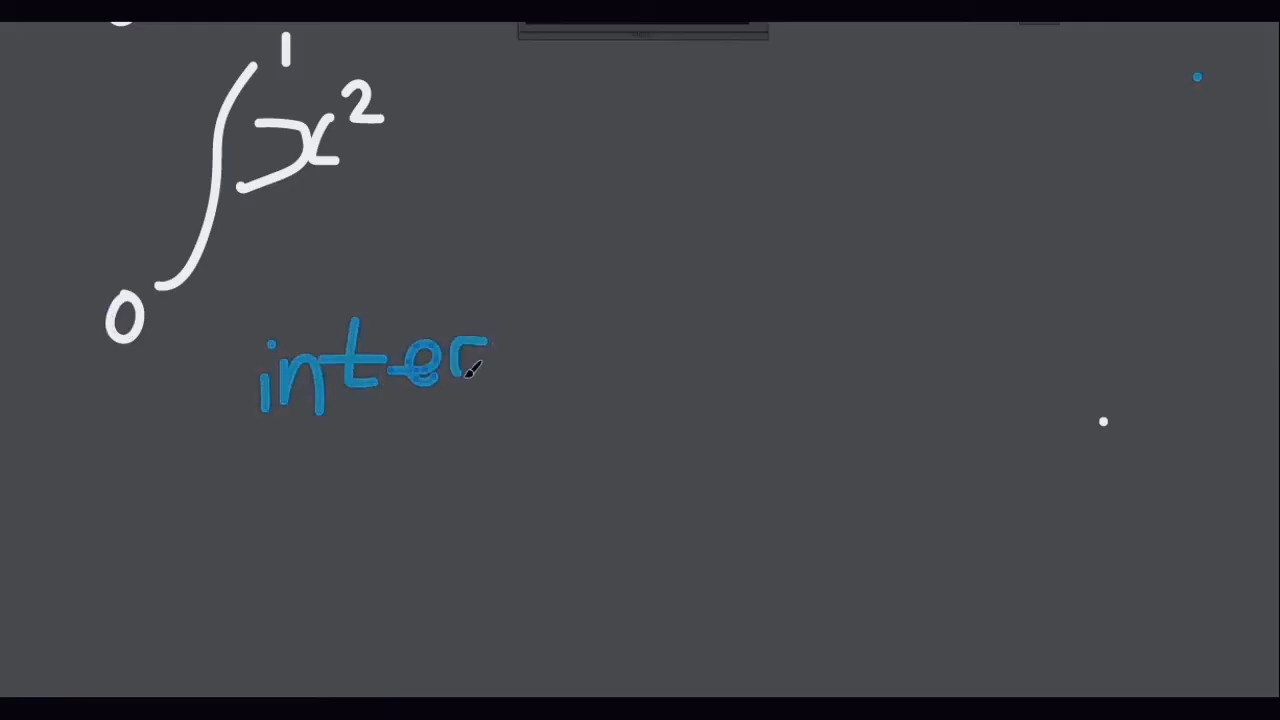 1
∫ x²
0
inter